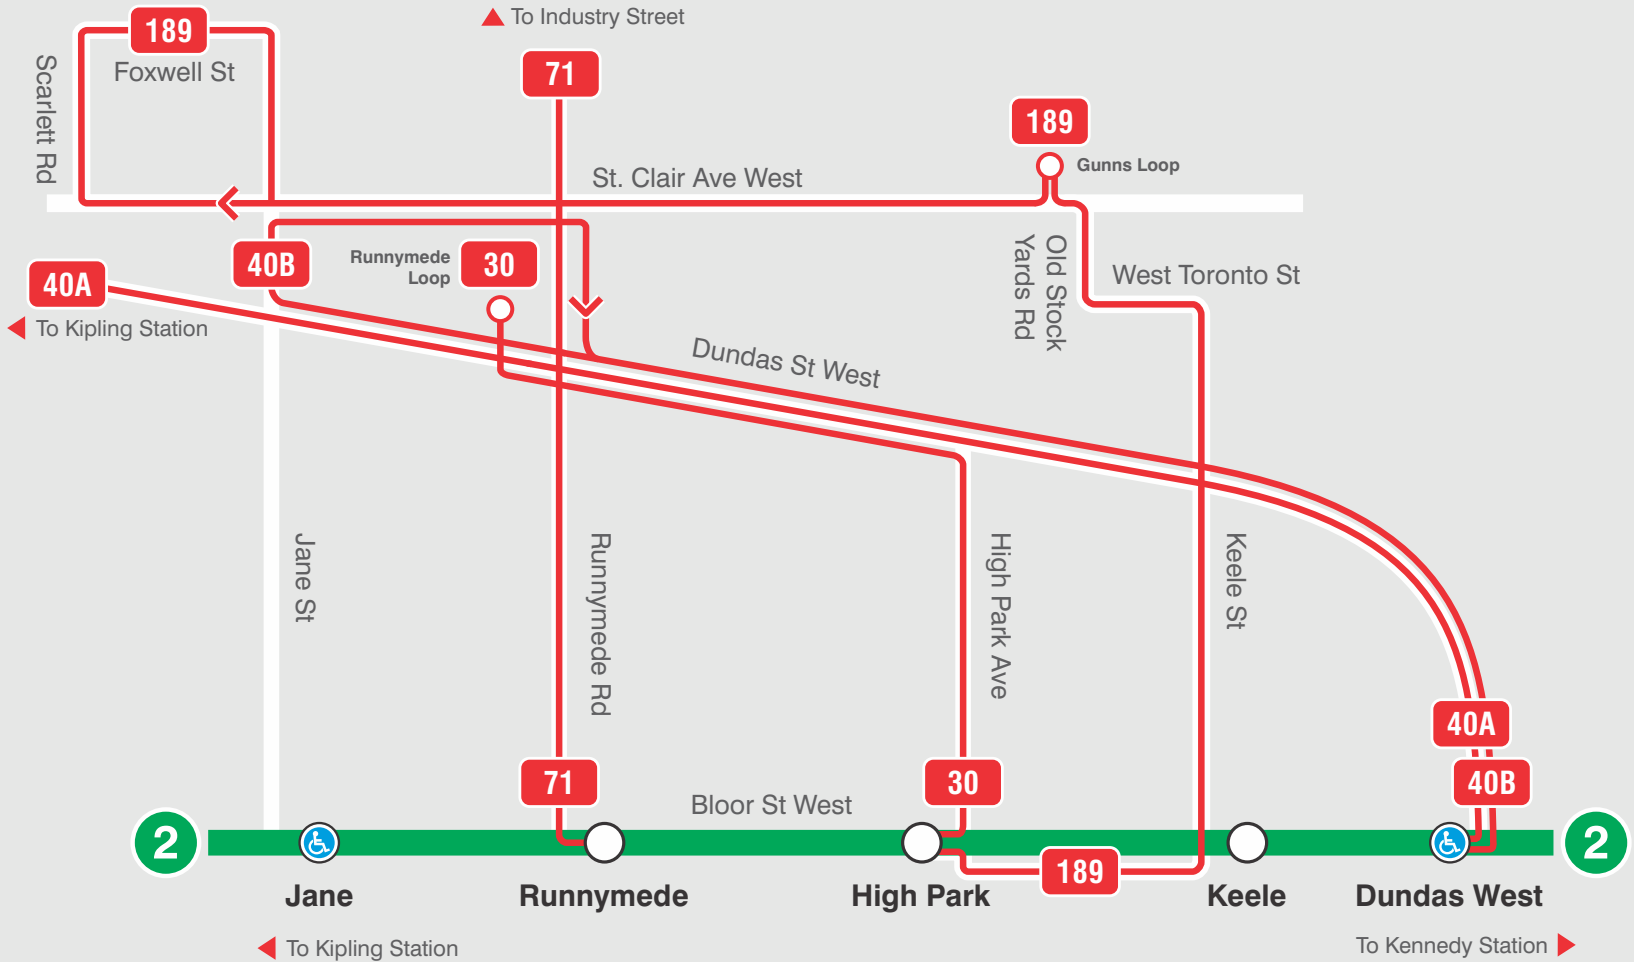 To Industry Street
189
Foxwell St
Scarlett Rd
71
189
Gunns Loop
St. Clair Ave West
40B
Runnymede
Loop
30
40A
To Kipling Station
Old Stock
Yards Rd
West Toronto St
Dundas St West
Jane St
Runnymede Rd
High Park Ave
Keele St
40A
71
30
40B
Bloor St West
2
2
189
Jane
Runnymede
High Park
Keele
Dundas West
To Kipling Station
To Kennedy Station